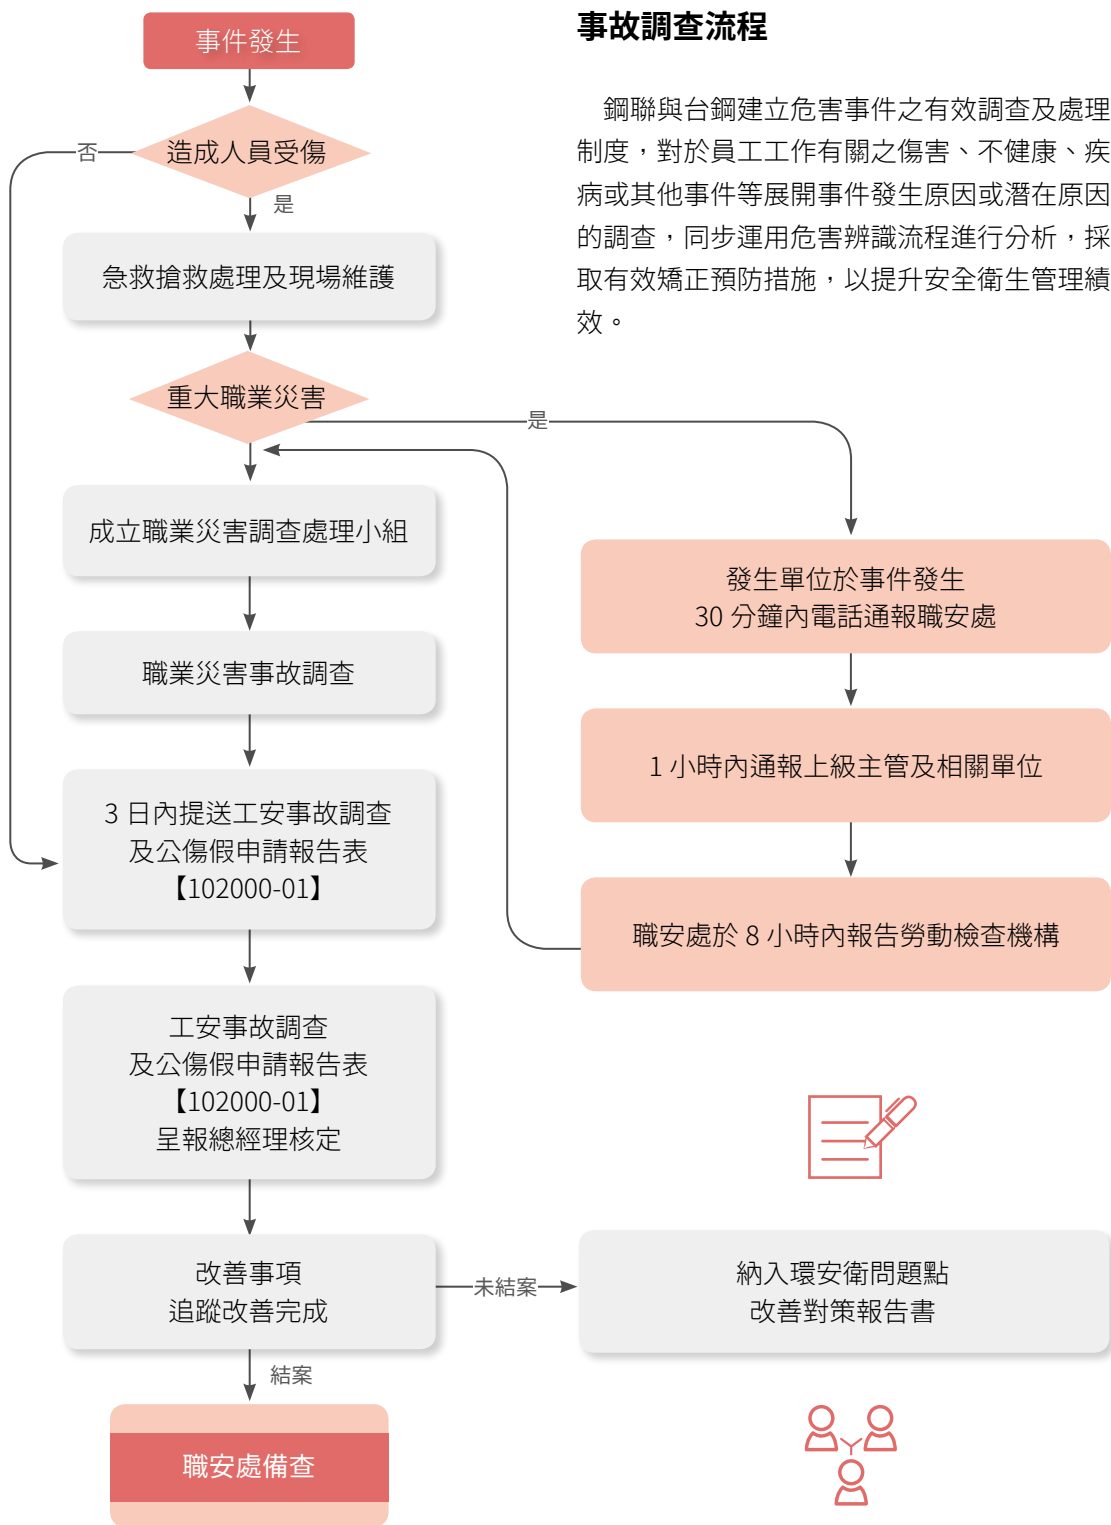 事故調查流程
鋼聯與台鋼建立危害事件之有效調查及處理
制度，對於員工工作有關之傷害、不健康、疾
病或其他事件等展開事件發生原因或潛在原因
的調查，同步運用危害辨識流程進行分析，採
取有效矯正預防措施，以提升安全衛生管理績
效。
事件發生
造成人員受傷
否
是
急救搶救處理及現場維護
重大職業災害
是
成立職業災害調查處理小組
職業災害事故調查
3 日內提送工安事故調查
及公傷假申請報告表
【102000-01】
發生單位於事件發生
30 分鐘內電話通報職安處
1 小時內通報上級主管及相關單位
職安處於 8 小時內報告勞動檢查機構
工安事故調查
及公傷假申請報告表
【102000-01】
呈報總經理核定
改善事項
追蹤改善完成
未結案
納入環安衛問題點
改善對策報告書
結案
職安處備查